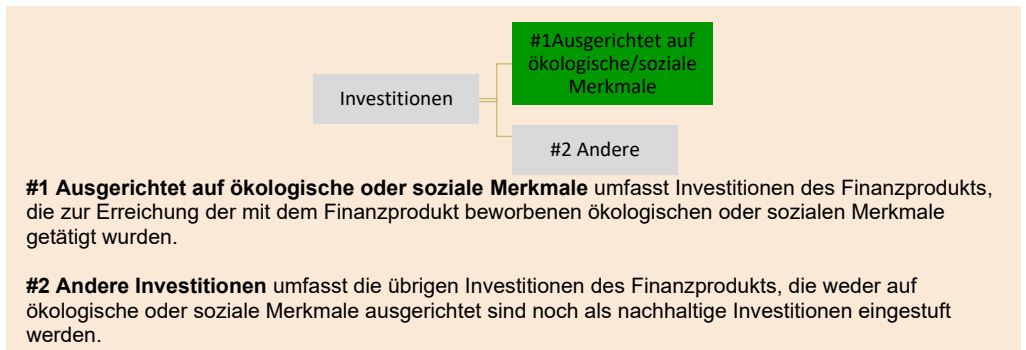 #1Ausgerichtet auf
ökologische/soziale
Merkmale
Investitionen
#2 Andere
#1 Ausgerichtet auf ökologische oder soziale Merkmale umfasst Investitionen des Finanzprodukts,
die zur Erreichung der mit dem Finanzprodukt beworbenen ökologischen oder sozialen Merkmale
getätigt wurden.
#2 Andere Investitionen umfasst die übrigen Investitionen des Finanzprodukts, die weder auf
ökologische oder soziale Merkmale ausgerichtet sind noch als nachhaltige Investitionen eingestuft
werden.